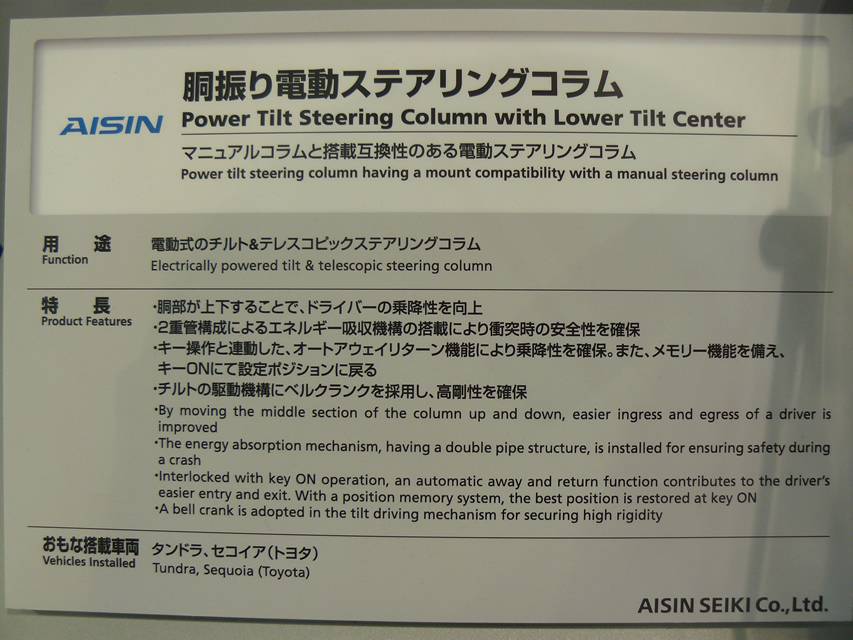 AISIN
胴振り電動ステアリングコラム
Power Tilt Steering Column with Lower Tilt Center
マニュアルコラムと搭載互換性のある電動ステアリングコラム
Power tilt steering column having a mount compatibility with a manual steering column
用 途
Function
電動式のチルト&テレスコピックステアリングコラム
Electrically powered tilt & telescopic steering column
特 長
Product Features
・胴部が上下することで、ドライバーの乗降性を向上
・2重管構成によるエネルギー吸収機構の搭載により衝突時の安全性を確保
・キー操作と連動した、オートアウェイリターン機能により乗降性を確保。また、メモリー機能を備え、
キーONにて設定ポジションに戻る
・チルトの駆動機構にベルクランクを採用し、高剛性を確保
・By moving the middle section of the column up and down, easier ingress and egress of a driver is
improved
・The energy absorption mechanism, having a double pipe structure, is installed for ensuring safety during
a crash
・Interlocked with key ON operation, an automatic away and return function contributes to the driver's
easier entry and exit. With a position memory system, the best position is restored at key ON
・A bell crank is adopted in the tilt driving mechanism for securing high rigidity
おもな搭載車両
Vehicles Installed
タンドラ、セコイア(トヨタ)
Tundra, Sequoia (Toyota)
AISIN SEIKI Co.,Ltd.